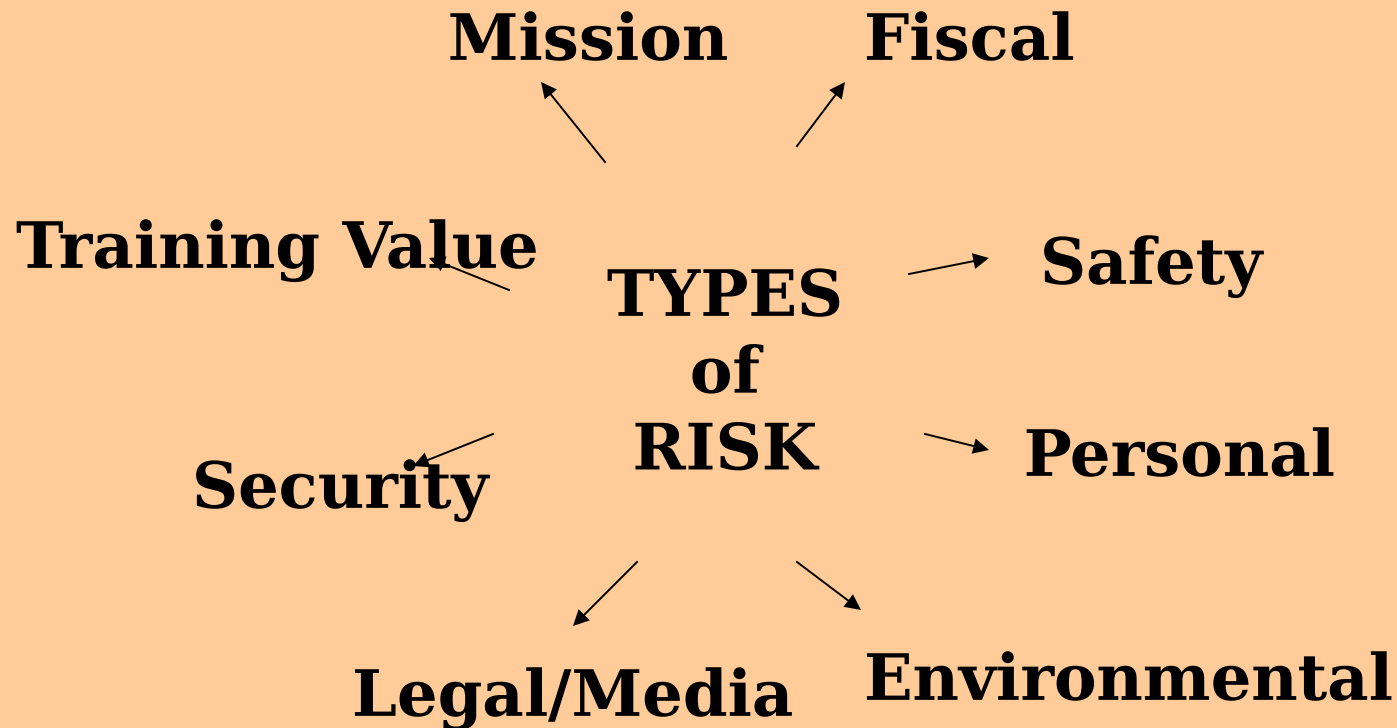 Mission
Fiscal
Training Value
Safety
TYPES
of
RISK
Personal
Security
Environmental
Legal/Media